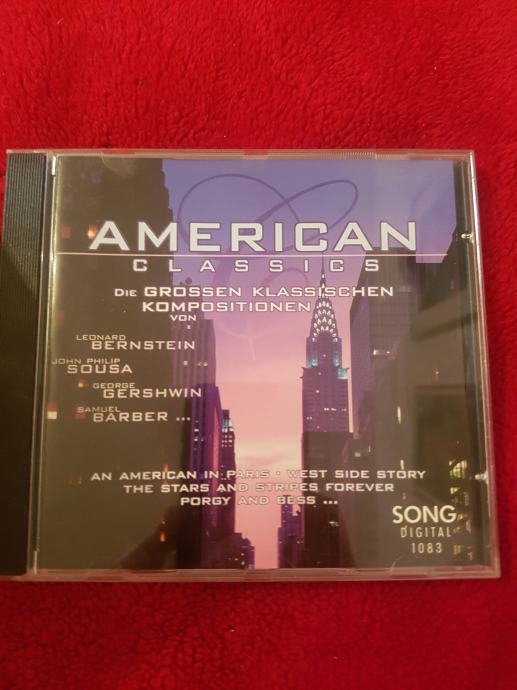 AMERICAN
CLASSICS
DIE GROSSEN KLASSISCHEN
KOMPOSITIONEN
VON
LEONARD
BERNSTEIN
JOHN PHILIP
SOUSA
GEORGE
GERSHWIN
SAMUEL
BARBER ...
AN AMERICAN IN PARIS · WEST SIDE STORY
THE STARS AND STRIPES FOREVER
PORGY AND BESS ...
SONG
DIGITAL
1083